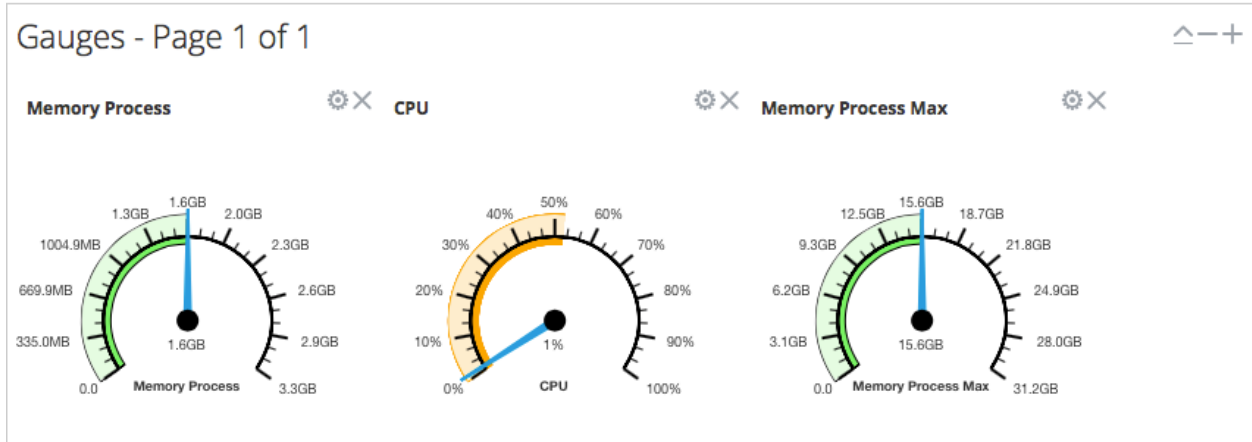 Gauges - Page 1 of 1
Memory Process
CPU
Memory Process Max
0.0
335.0MB
669.9MB
1004.9MB
1.3GB
1.6GB
2.0GB
2.3GB
2.6GB
2.9GB
3.3GB
1.6GB
Memory Process
0%
10%
20%
30%
40%
50%
60%
70%
80%
90%
100%
1%
CPU
0.0
3.1GB
6.2GB
9.3GB
12.5GB
15.6GB
18.7GB
21.8GB
24.9GB
28.0GB
31.2GB
15.6GB
Memory Process Max